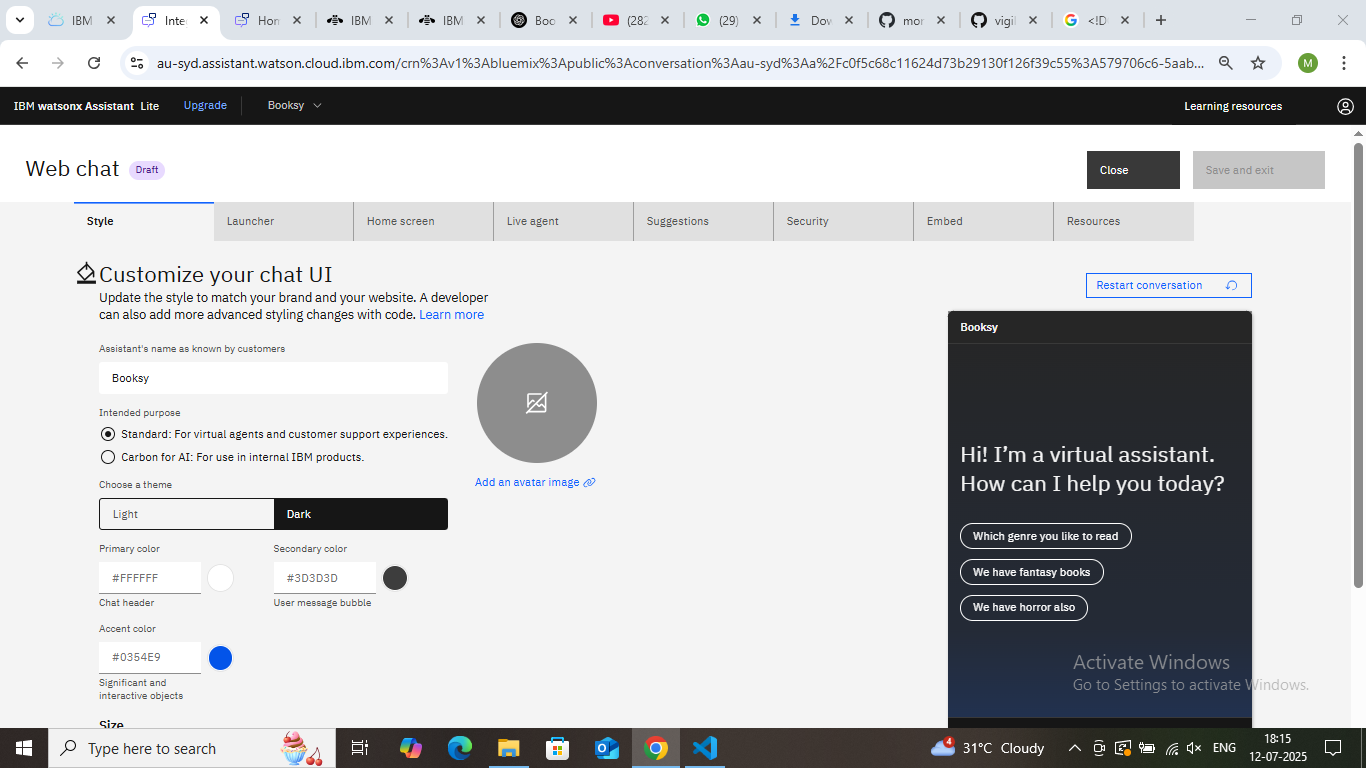 IBM
Inte
Hon
IBM
IBM
Boo
(282
(29)
Dov
mor
vigil
<!D
au-syd.assistant.watson.cloud.ibm.com/crn%3Av1%3Abluemix%3Apublic%3Aconversation%3Aau-syd%3Aa%2Fc0f5c68c11624d73b29130f126f39c55%3A579706c6-5aab...
M
IBM watsonx Assistant Lite
Upgrade
Booksy
Learning resources
Web chat
Draft
Close
Save and exit
Style
Launcher
Home screen
Live agent
Suggestions
Security
Embed
Resources
Customize your chat UI
Update the style to match your brand and your website. A developer
can also add more advanced styling changes with code. Learn more
Restart conversation
Assistant's name as known by customers
Booksy
Intended purpose
Standard: For virtual agents and customer support experiences.
Carbon for AI: For use in internal IBM products.
Add an avatar image
Choose a theme
Light
Dark
Primary color
Secondary color
#FFFFFF
#3D3D3D
Chat header
User message bubble
Accent color
#0354E9
Significant and
interactive objects
Size
Booksy
Hi! I'm a virtual assistant.
How can I help you today?
Which genre you like to read
We have fantasy books
We have horror also
Activate Windows
Go to Settings to activate Windows.
Type here to search
4
31°C Cloudy
ENG
18:15
12-07-2025